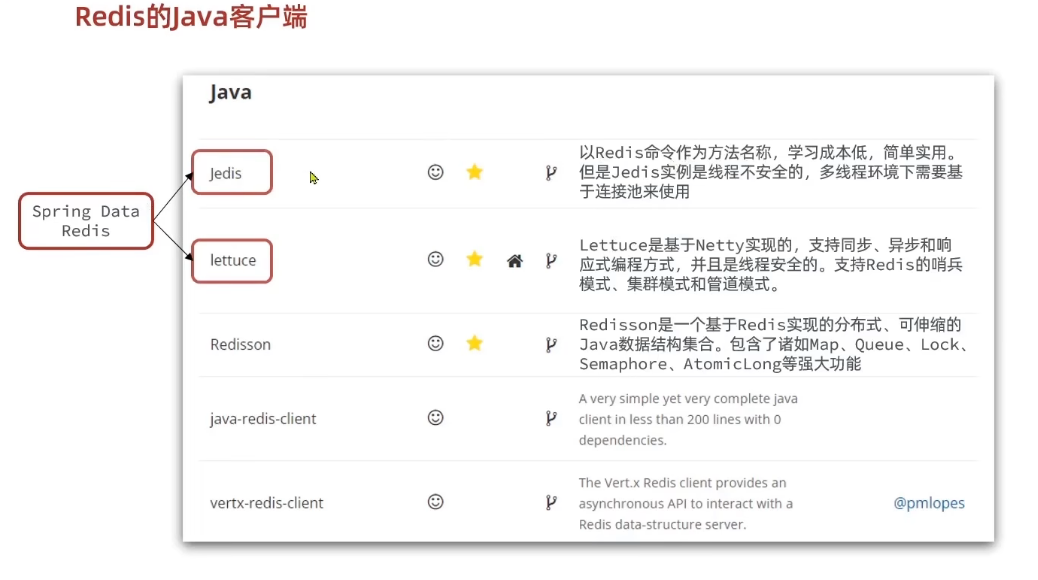 Redis的Java客户端
Java
Spring Data
Redis
Jedis
以Redis命令作为方法名称，学习成本低，简单实用。
但是Jedis实例是线程不安全的，多线程环境下需要基
于连接池来使用
lettuce
Lettuce是基于Netty实现的，支持同步、异步和响
应式编程方式，并且是线程安全的。支持Redis的哨兵
模式、集群模式和管道模式。
Redisson
Redisson是一个基于Redis实现的分布式、可伸缩的
Java数据结构集合。包含了诸如Map、Queue、Lock、
Semaphore、AtomicLong等强大功能
java-redis-client
A very simple yet very complete java
client in less than 200 lines with 0
dependencies.
vertx-redis-client
The Vert.x Redis client provides an
asynchronous API to interact with a
Redis data-structure server.
@pmlopes